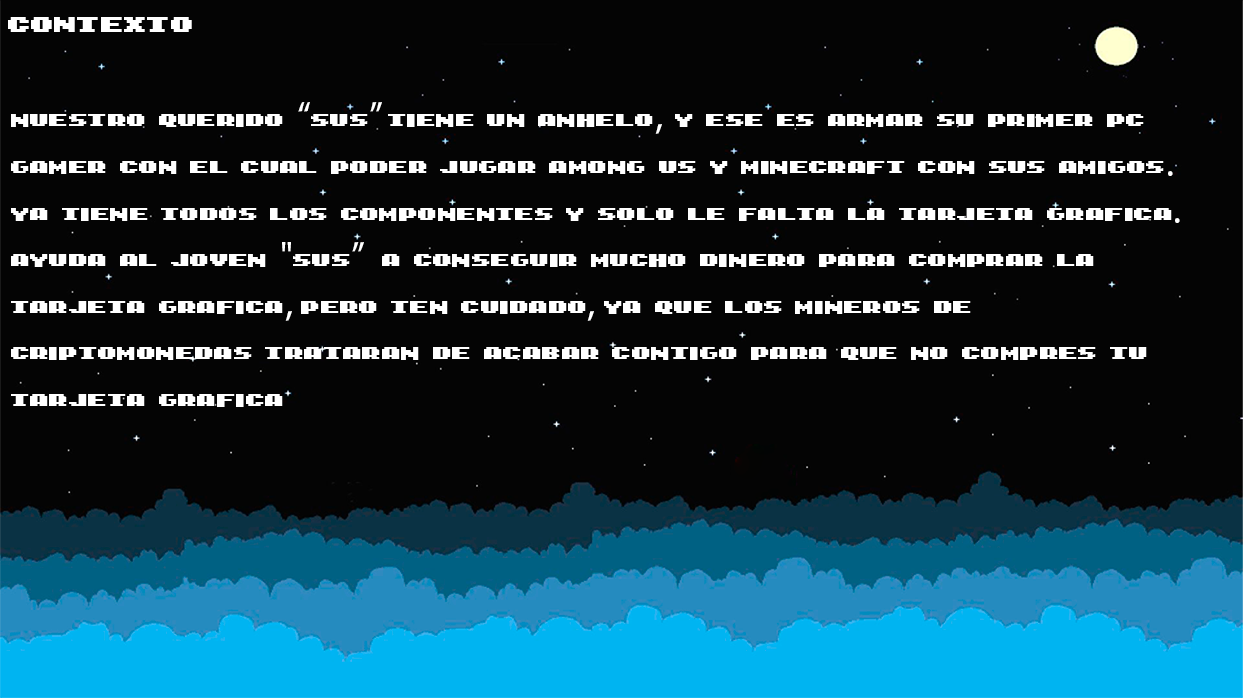 CONTEXTO
NUESTRO QUERIDO “SUS” TIENE UN ANHELO, Y ESE ES ARMAR SU PRIMER PC
GAMER CON EL CUAL PODER JUGAR AMONG US Y MINECRAFT CON SUS AMIGOS.
YA TIENE TODOS LOS COMPONENTES Y SOLO LE FALTA LA TARJETA GRAFICA.
AYUDA AL JOVEN "SUS” A CONSEGUIR MUCHO DINERO PARA COMPRAR LA
TARJETA GRAFICA, PERO TEN CUIDADO, YA QUE LOS MINEROS DE
CRIPTOMONEDAS TRATARAN DE ACABAR CONTIGO PARA QUE NO COMPRES TU
TARJETA GRAFICA